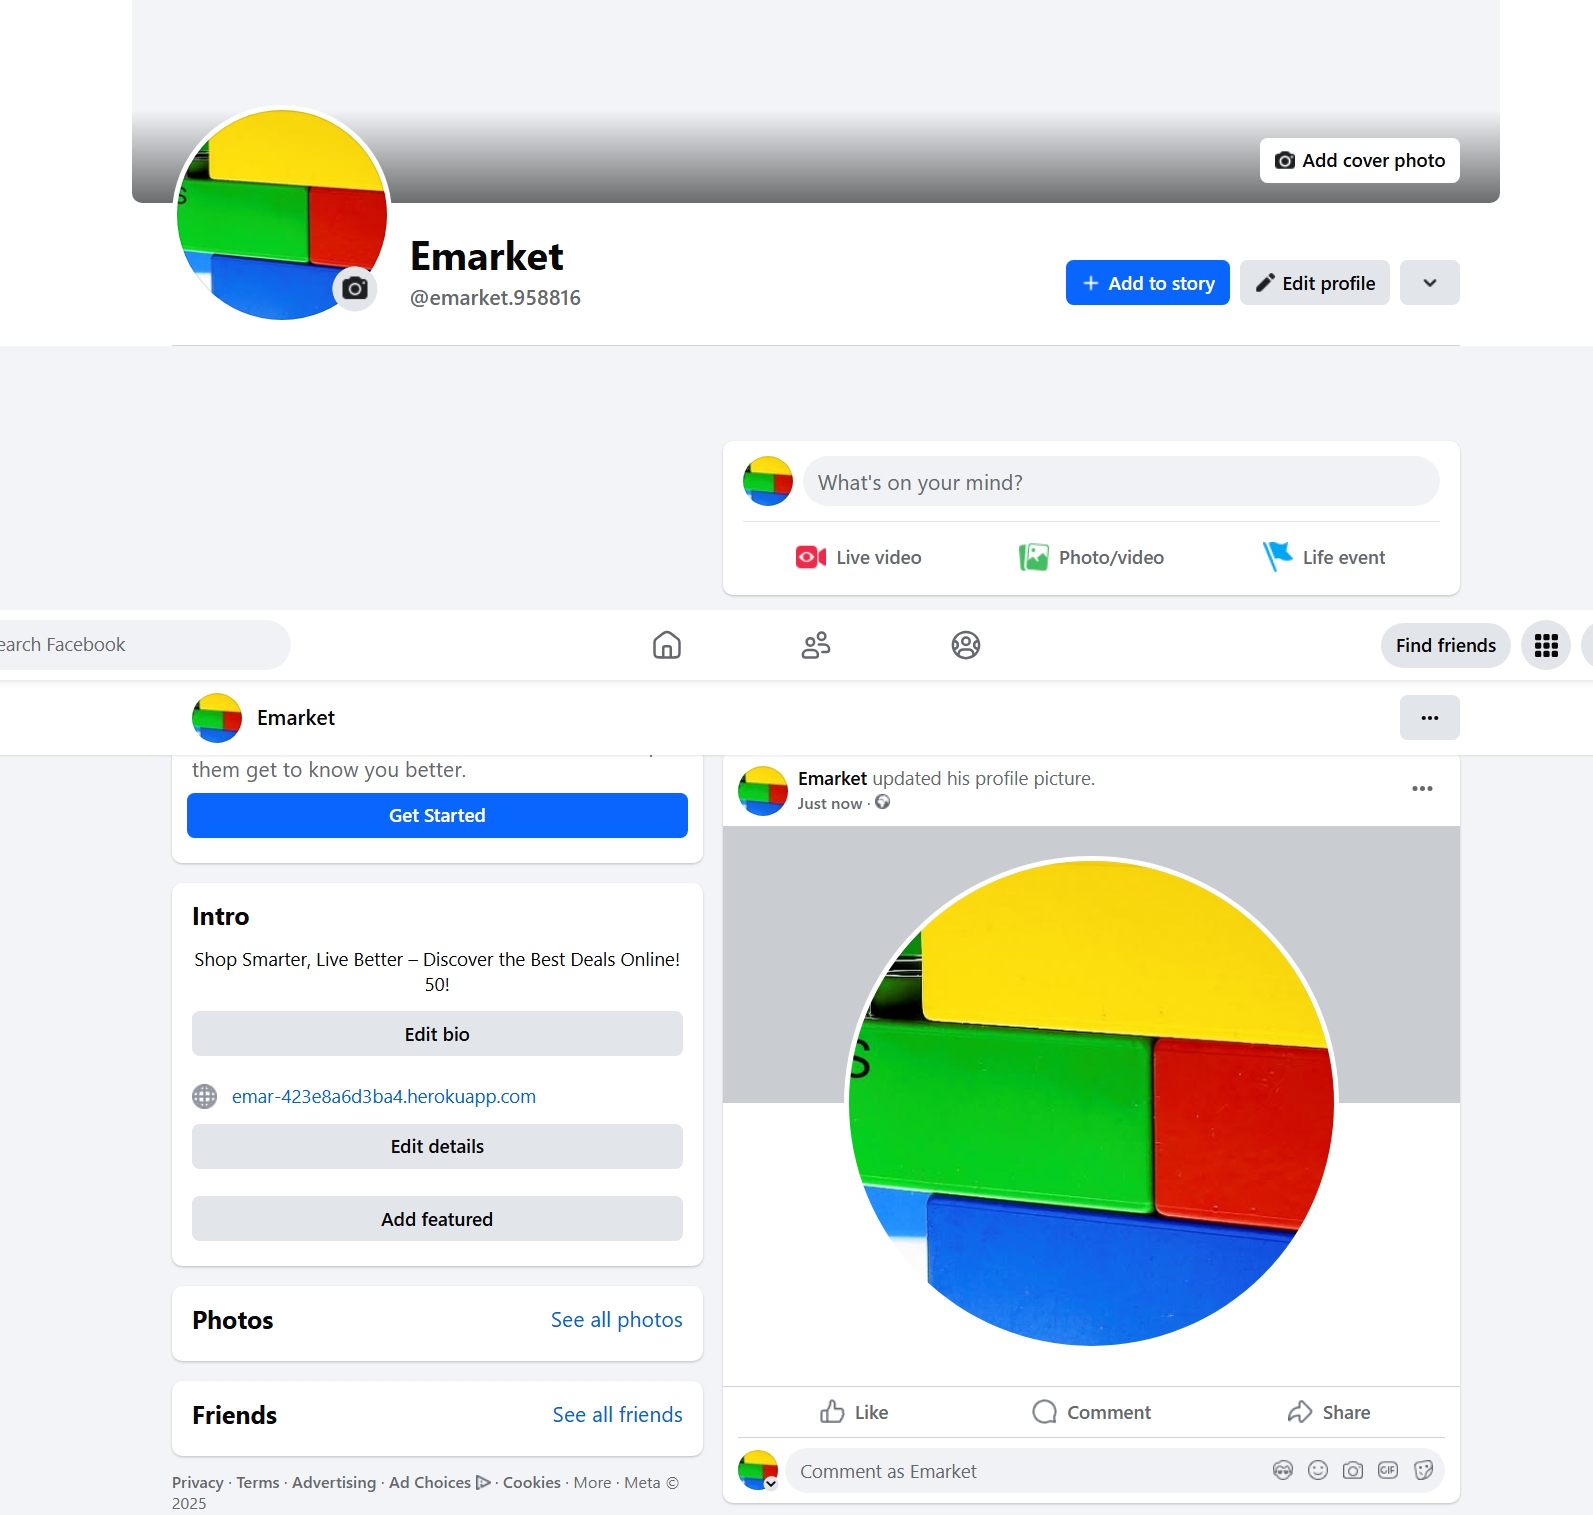 Add cover photo
S
Emarket
@emarket.958816
Add to story
Edit profile
What's on your mind?
Live video
Photo/video
Life event
earch Facebook
Find friends
Emarket
them get to know you better.
Get Started
Intro
Shop Smarter, Live Better – Discover the Best Deals Online!
50!
Edit bio
emar-423e8a6d3ba4.herokuapp.com
Edit details
Add featured
Photos
See all photos
Friends
See all friends
Privacy · Terms · Advertising · Ad Choices · Cookies · More · Meta ©
2025
Emarket updated his profile picture.
Just now ·
S
Like
Comment
Share
Comment as Emarket
GIF